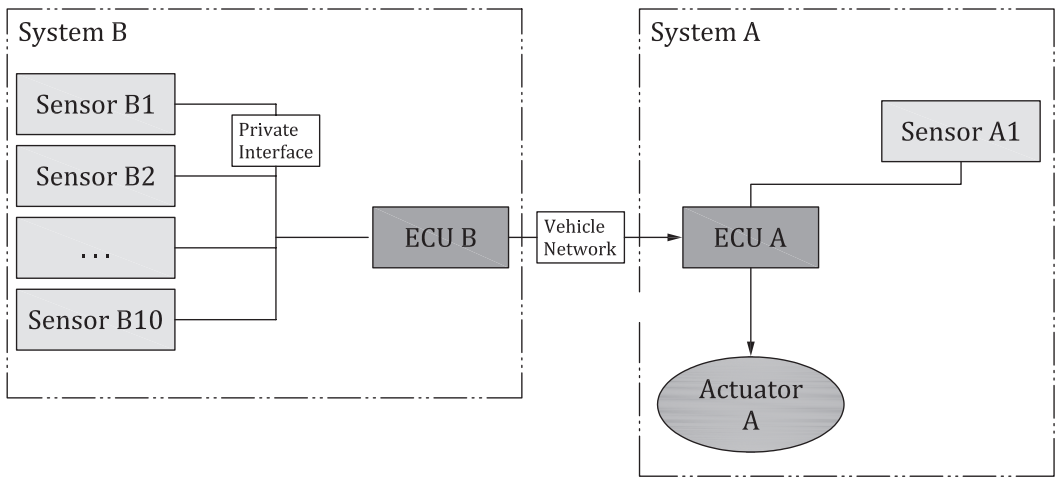 System B
Sensor B1
Private
Interface
Sensor B2
...
Sensor B10
ECU B
Vehicle
Network
System A
Sensor A1
ECU A
Actuator
A